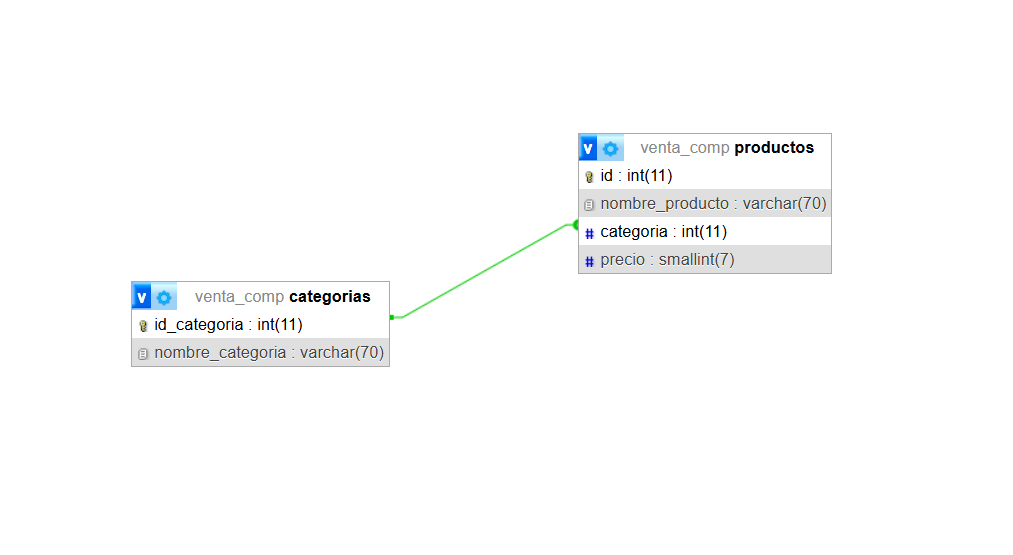 v venta_comp productos
id : int(11)
nombre_producto : varchar(70)
# categoria : int(11)
# precio : smallint(7)
v venta_comp categorias
id_categoria : int(11)
nombre_categoria : varchar(70)